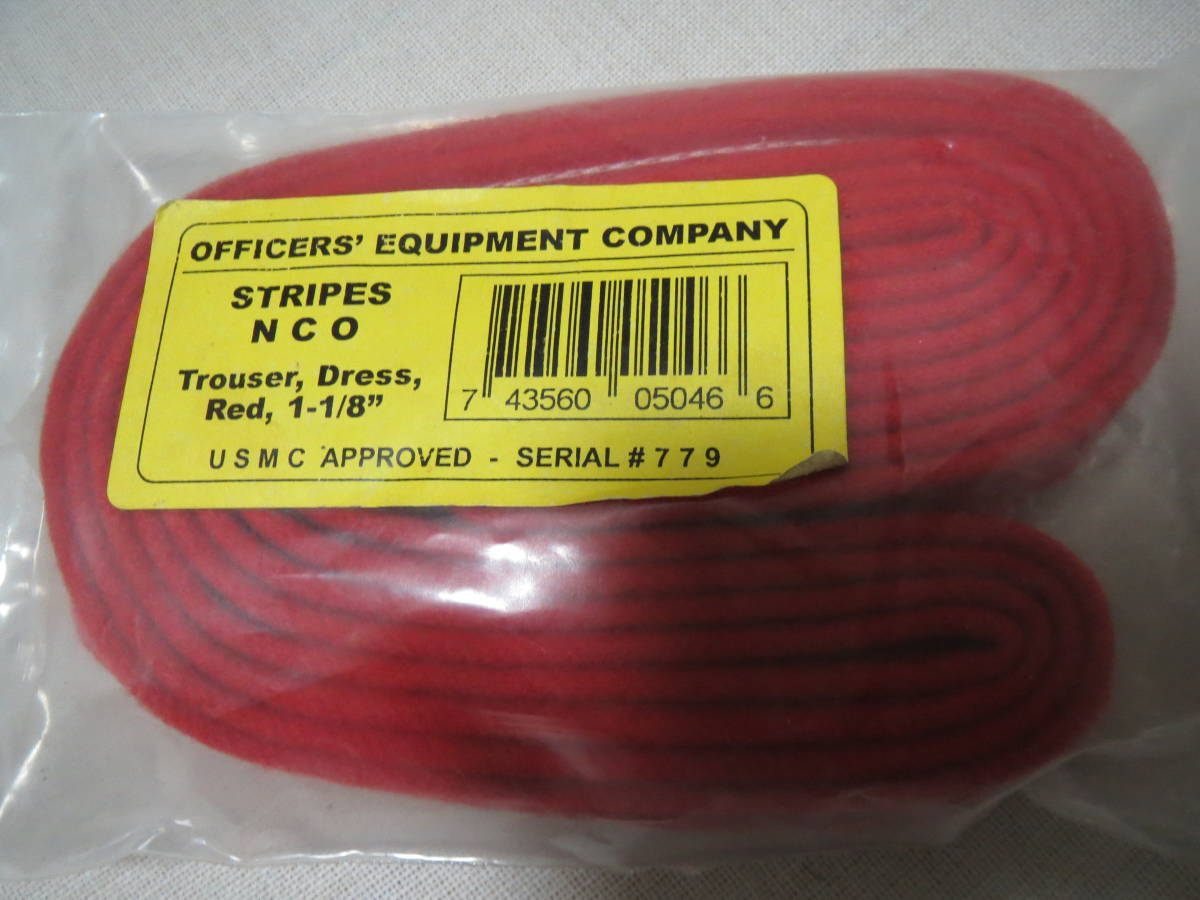 OFFICERS' EQUIPMENT COMPANY
STRIPES
N C O
Trouser, Dress,
Red, 1-1/8"
7 43560 05046 6
U S M C APPROVED - SERIAL # 7 7 9